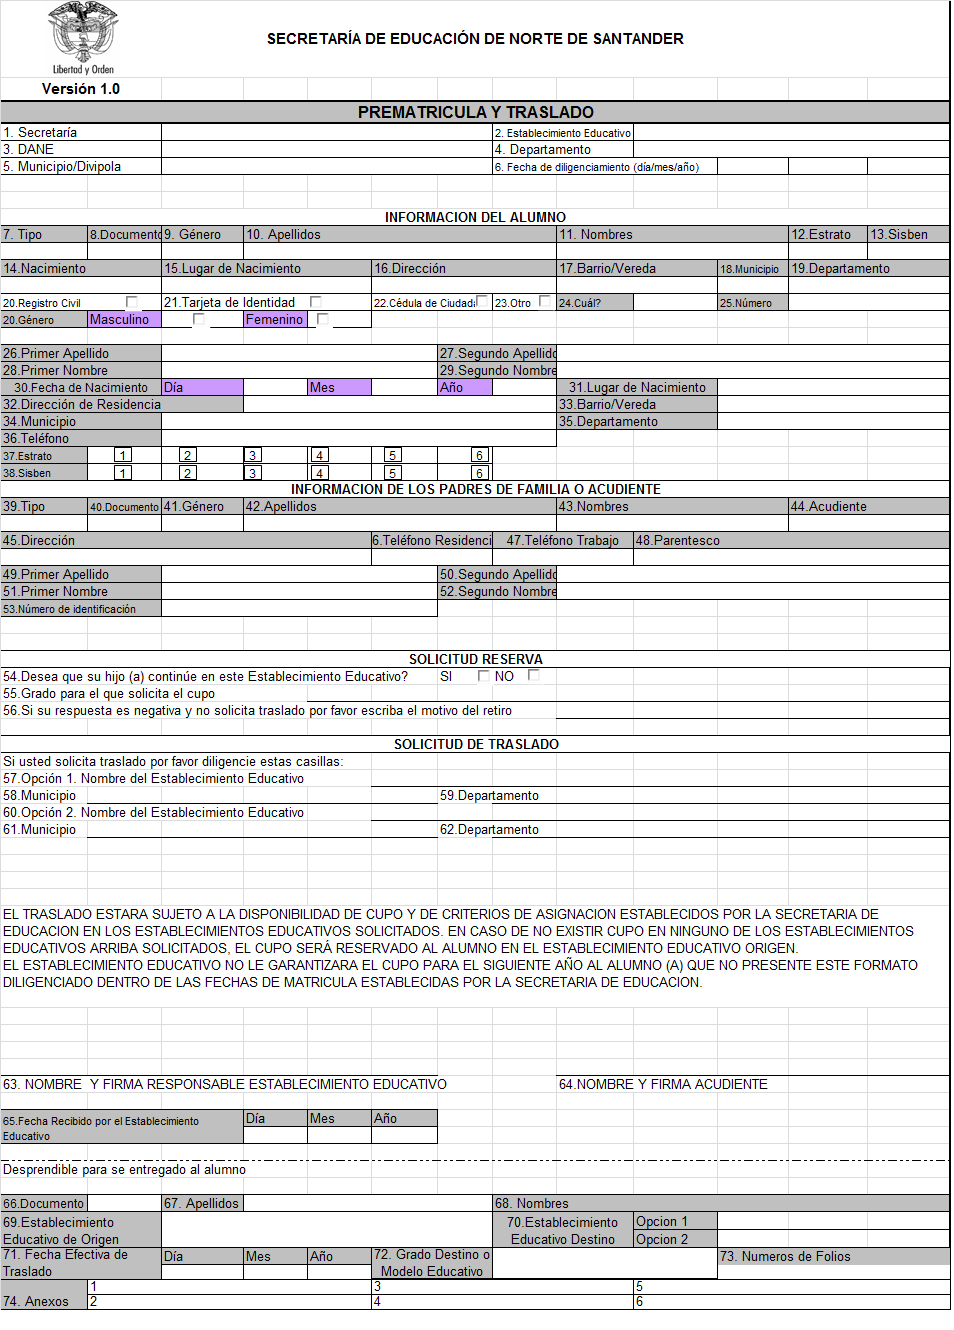 Libertad y Orden
SECRETARÍA DE EDUCACIÓN DE NORTE DE SANTANDER
Versión 1.0
PREMATRICULA Y TRASLADO
1. Secretaría 2. Establecimiento Educativo
3. DANE 4. Departamento
5. Municipio/Divipola 6. Fecha de diligenciamiento (día/mes/año)
INFORMACION DEL ALUMNO
7. Tipo 8.Documento 9. Género 10. Apellidos 11. Nombres 12.Estrato 13.Sisben
14.Nacimiento 15.Lugar de Nacimiento 16.Dirección 17.Barrio/Vereda 18.Municipio 19.Departamento
20.Registro Civil 21.Tarjeta de Identidad 22.Cédula de Ciudadi 23.Otro 24.Cuál? 25.Número
20.Género Masculino Femenino
26.Primer Apellido 27.Segundo Apellido
28.Primer Nombre 29.Segundo Nombre
30.Fecha de Nacimiento Día Mes Año 31.Lugar de Nacimiento
32.Dirección de Residencia 33.Barrio/Vereda
34.Municipio 35.Departamento
36.Teléfono
37.Estrato 1 2 3 4 5 6
38.Sisben 1 2 3 4 5 6
INFORMACION DE LOS PADRES DE FAMILIA O ACUDIENTE
39.Tipo 40.Documento 41.Género 42.Apellidos 43.Nombres 44.Acudiente
45.Dirección 6.Teléfono Residenci 47.Teléfono Trabajo 48.Parentesco
49.Primer Apellido 50.Segundo Apellido
51.Primer Nombre 52.Segundo Nombre
53.Número de identificación
SOLICITUD RESERVA
54.Desea que su hijo (a) continúe en este Establecimiento Educativo? SI NO
55.Grado para el que solicita el cupo
56.Si su respuesta es negativa y no solicita traslado por favor escriba el motivo del retiro
SOLICITUD DE TRASLADO
Si usted solicita traslado por favor diligencie estas casillas:
57.Opción 1. Nombre del Establecimiento Educativo
58.Municipio 59.Departamento
60.Opción 2. Nombre del Establecimiento Educativo
61.Municipio 62.Departamento
EL TRASLADO ESTARA SUJETO A LA DISPONIBILIDAD DE CUPO Y DE CRITERIOS DE ASIGNACION ESTABLECIDOS POR LA SECRETARIA DE
EDUCACION EN LOS ESTABLECIMIENTOS EDUCATIVOS SOLICITADOS. EN CASO DE NO EXISTIR CUPO EN NINGUNO DE LOS ESTABLECIMIENTOS
EDUCATIVOS ARRIBA SOLICITADOS, EL CUPO SERÁ RESERVADO AL ALUMNO EN EL ESTABLECIMIENTO EDUCATIVO ORIGEN.
EL ESTABLECIMIENTO EDUCATIVO NO LE GARANTIZARA EL CUPO PARA EL SIGUIENTE AÑO AL ALUMNO (A) QUE NO PRESENTE ESTE FORMATO
DILIGENCIADO DENTRO DE LAS FECHAS DE MATRICULA ESTABLECIDAS POR LA SECRETARIA DE EDUCACION.
63. NOMBRE Y FIRMA RESPONSABLE ESTABLECIMIENTO EDUCATIVO 64.NOMBRE Y FIRMA ACUDIENTE
65.Fecha Recibido por el Establecimiento Educativo Día Mes Año
Desprendible para se entregado al alumno
66.Documento 67. Apellidos 68. Nombres
69.Establecimiento Educativo de Origen 70.Establecimiento Educativo Destino Opcion 1
Opcion 2
71. Fecha Efectiva de Traslado Día Mes Año 72. Grado Destino o Modelo Educativo 73. Numeros de Folios
74. Anexos 1 3 5
2 4 6